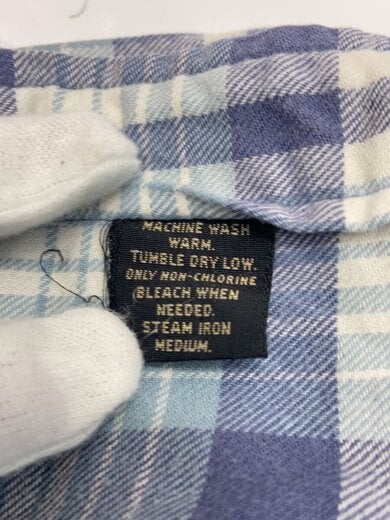 MACHINE WASH
WARM.
TUMBLE DRY LOW.
ONLY NON-CHLORINE
BLEACH WHEN
NEEDED.
STEAM IRON
MEDIUM.